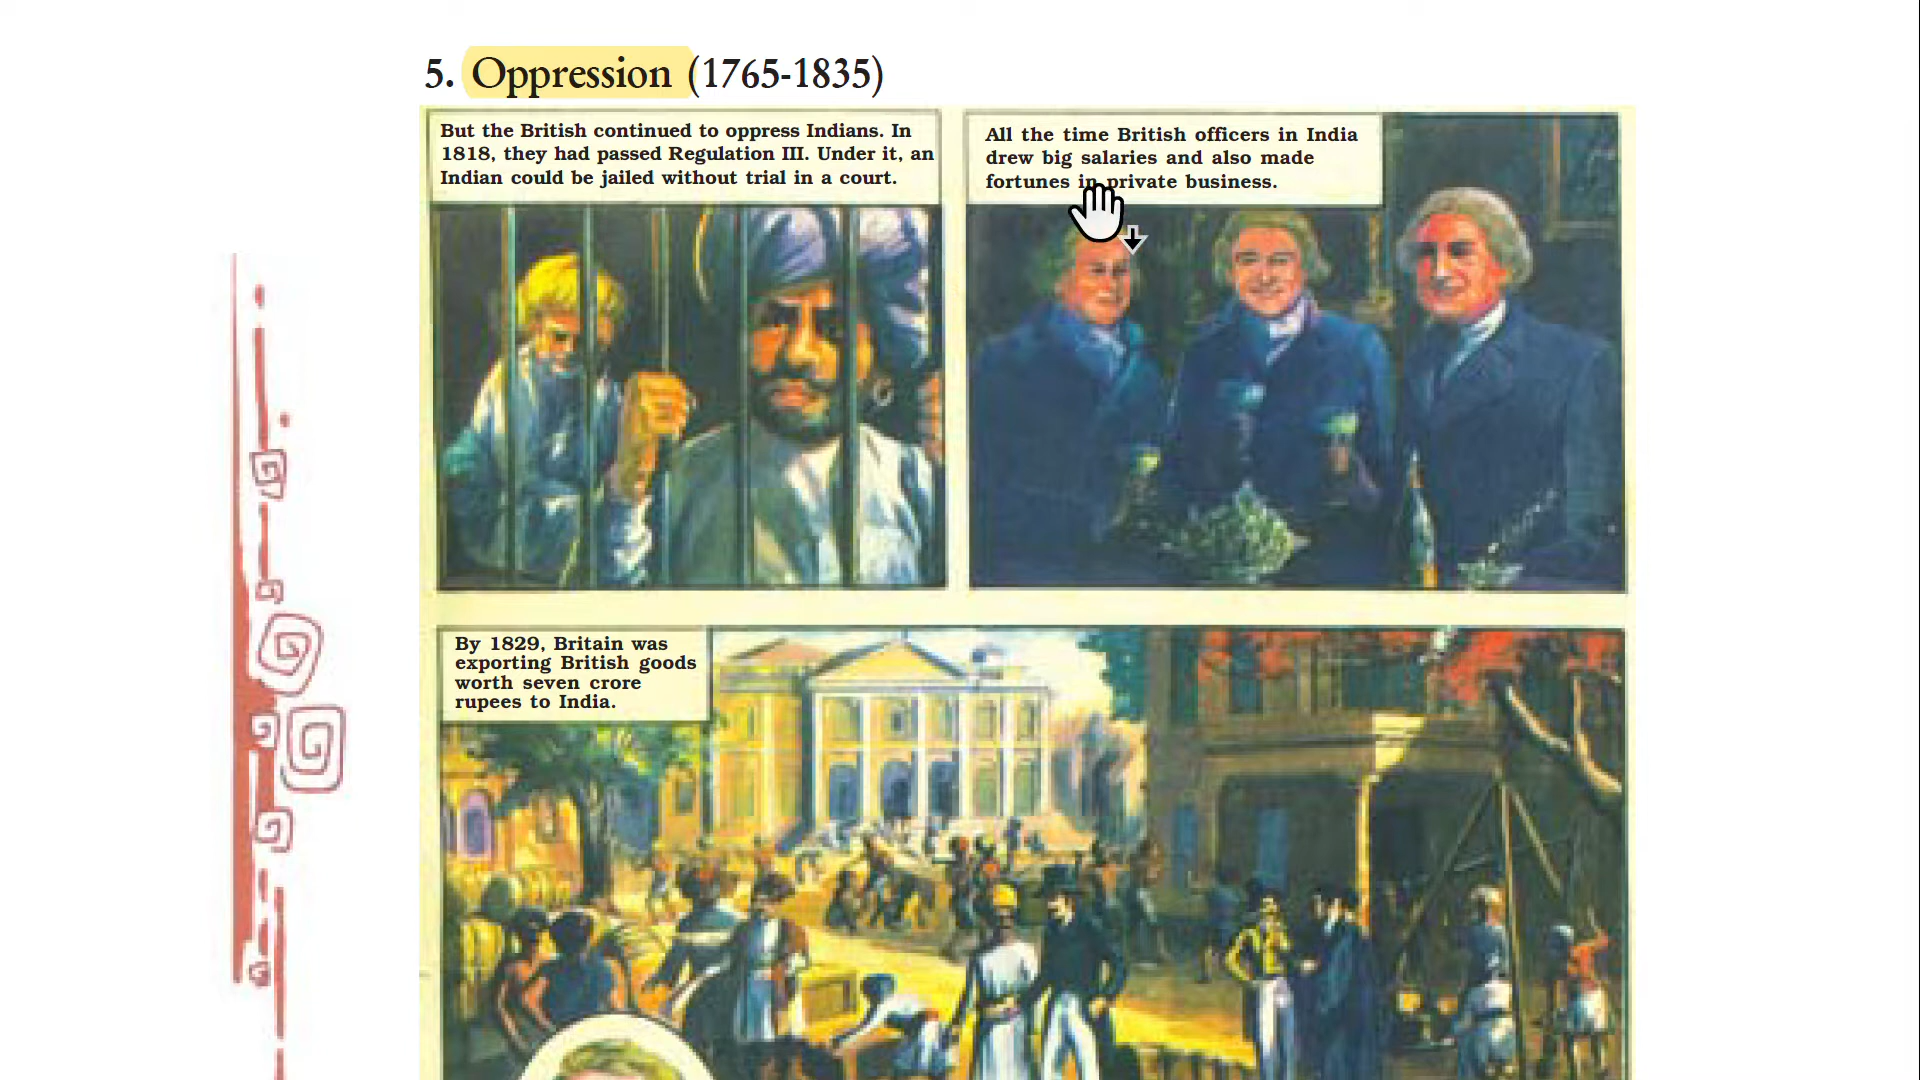 5. Oppression (1765-1835)
But the British continued to oppress Indians. In
1818, they had passed Regulation III. Under it, an
Indian could be jailed without trial in a court.
All the time British officers in India
drew big salaries and also made
fortunes in private business.
By 1829, Britain was
exporting British goods
worth seven crore
rupees to India.